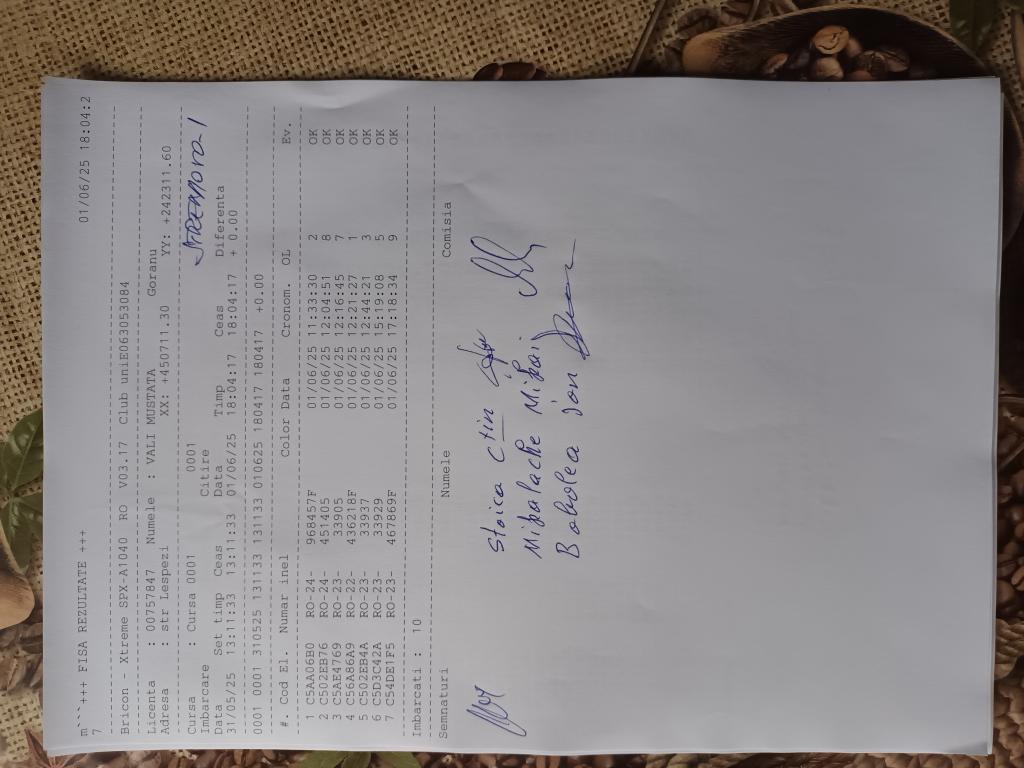 m```+++ FISA REZULTATE +++ 01/06/25 18:04:2
7
Bricon - Xtreme SPX-A1040 RO V03.17 Club uniE063053084
Licenta : 00757847 Numele : VALI MUSTATA Goranu
Adresa : str Lespezi XX: +450711.30 YY: +242311.60
Cursa : Cursa 0001 0001
Imbarcare Citire
Data Set timp Ceas Data Timp Ceas Diferenta
31/05/25 13:11:33 13:11:33 01/06/25 18:04:17 18:04:17 + 0.00
0001 0001 310525 131133 131133 010625 180417 180417 +0.00
#. Cod El. Numar inel Color Data Cronom. OL Ev.
1 C5AA06B0 RO-24- 968457F 01/06/25 11:33:30 2 OK
2 C502EB76 RO-24- 451405 01/06/25 12:04:51 8 OK
3 C5AE4769 RO-23- 33905 01/06/25 12:16:45 7 OK
4 C56A86A9 RO-22- 436218F 01/06/25 12:21:27 1 OK
5 C502EB4A RO-23- 33937 01/06/25 12:44:21 3 OK
6 C5D3C42A RO-23- 33929 01/06/25 15:19:08 5 OK
7 C54DE1F5 RO-23- 467869F 01/06/25 17:18:34 9 OK
Imbarcati : 10
Semnaturi Numele Comisia
Stoica Ctin
Mihalache Mihai
Bobolea Ion